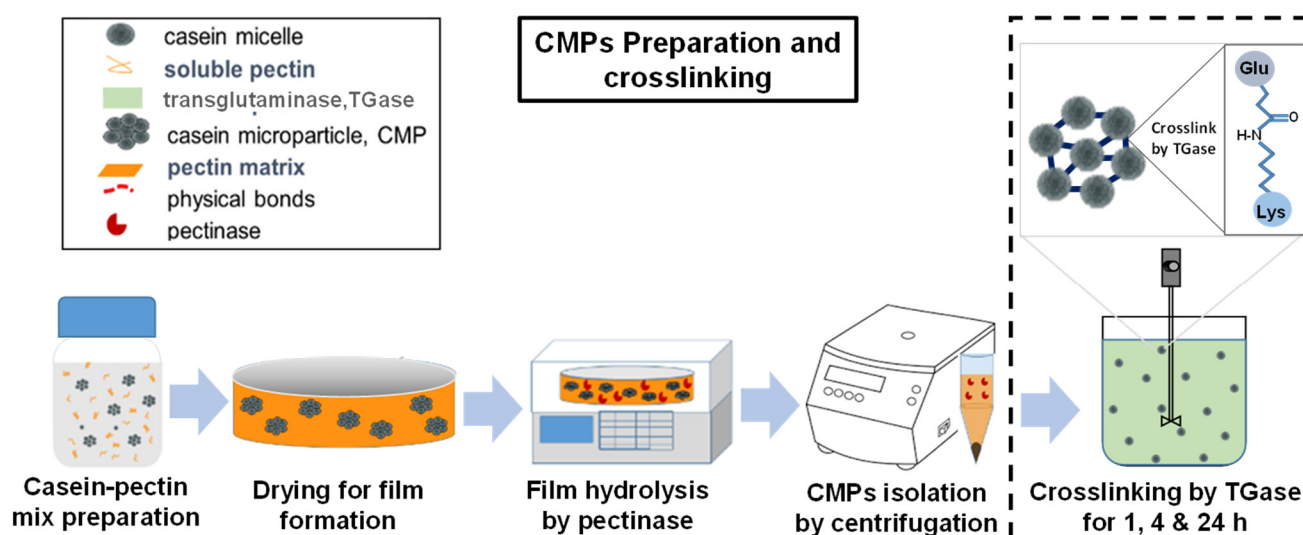 casein micelle
soluble pectin
transglutaminase,TGase
casein microparticle, CMP
pectin matrix
physical bonds
pectinase
CMPs Preparation and
crosslinking
Glu
O
H-N
Lys
Crosslink
by TGase
Casein-pectin
mix preparation
Drying for film
formation
Film hydrolysis
by pectinase
CMPs isolation
by centrifugation
Crosslinking by TGase
for 1, 4 & 24 h